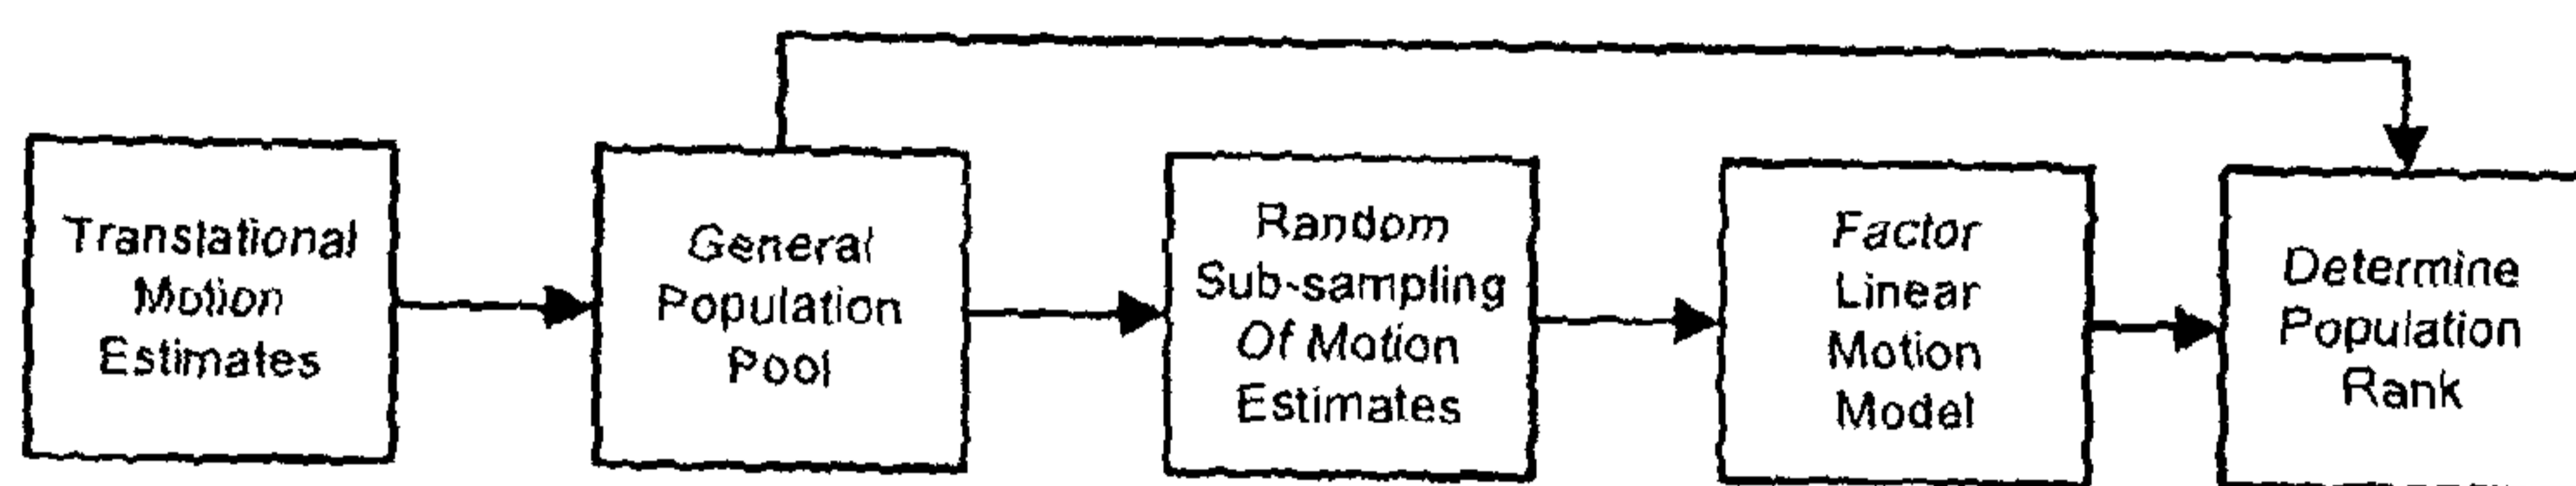 Translational
Motion
Estimates
General
Population
Pool
Random
Sub-sampling
Of Motion
Estimates
Factor
Linear
Motion
Model
Determine
Population
Rank